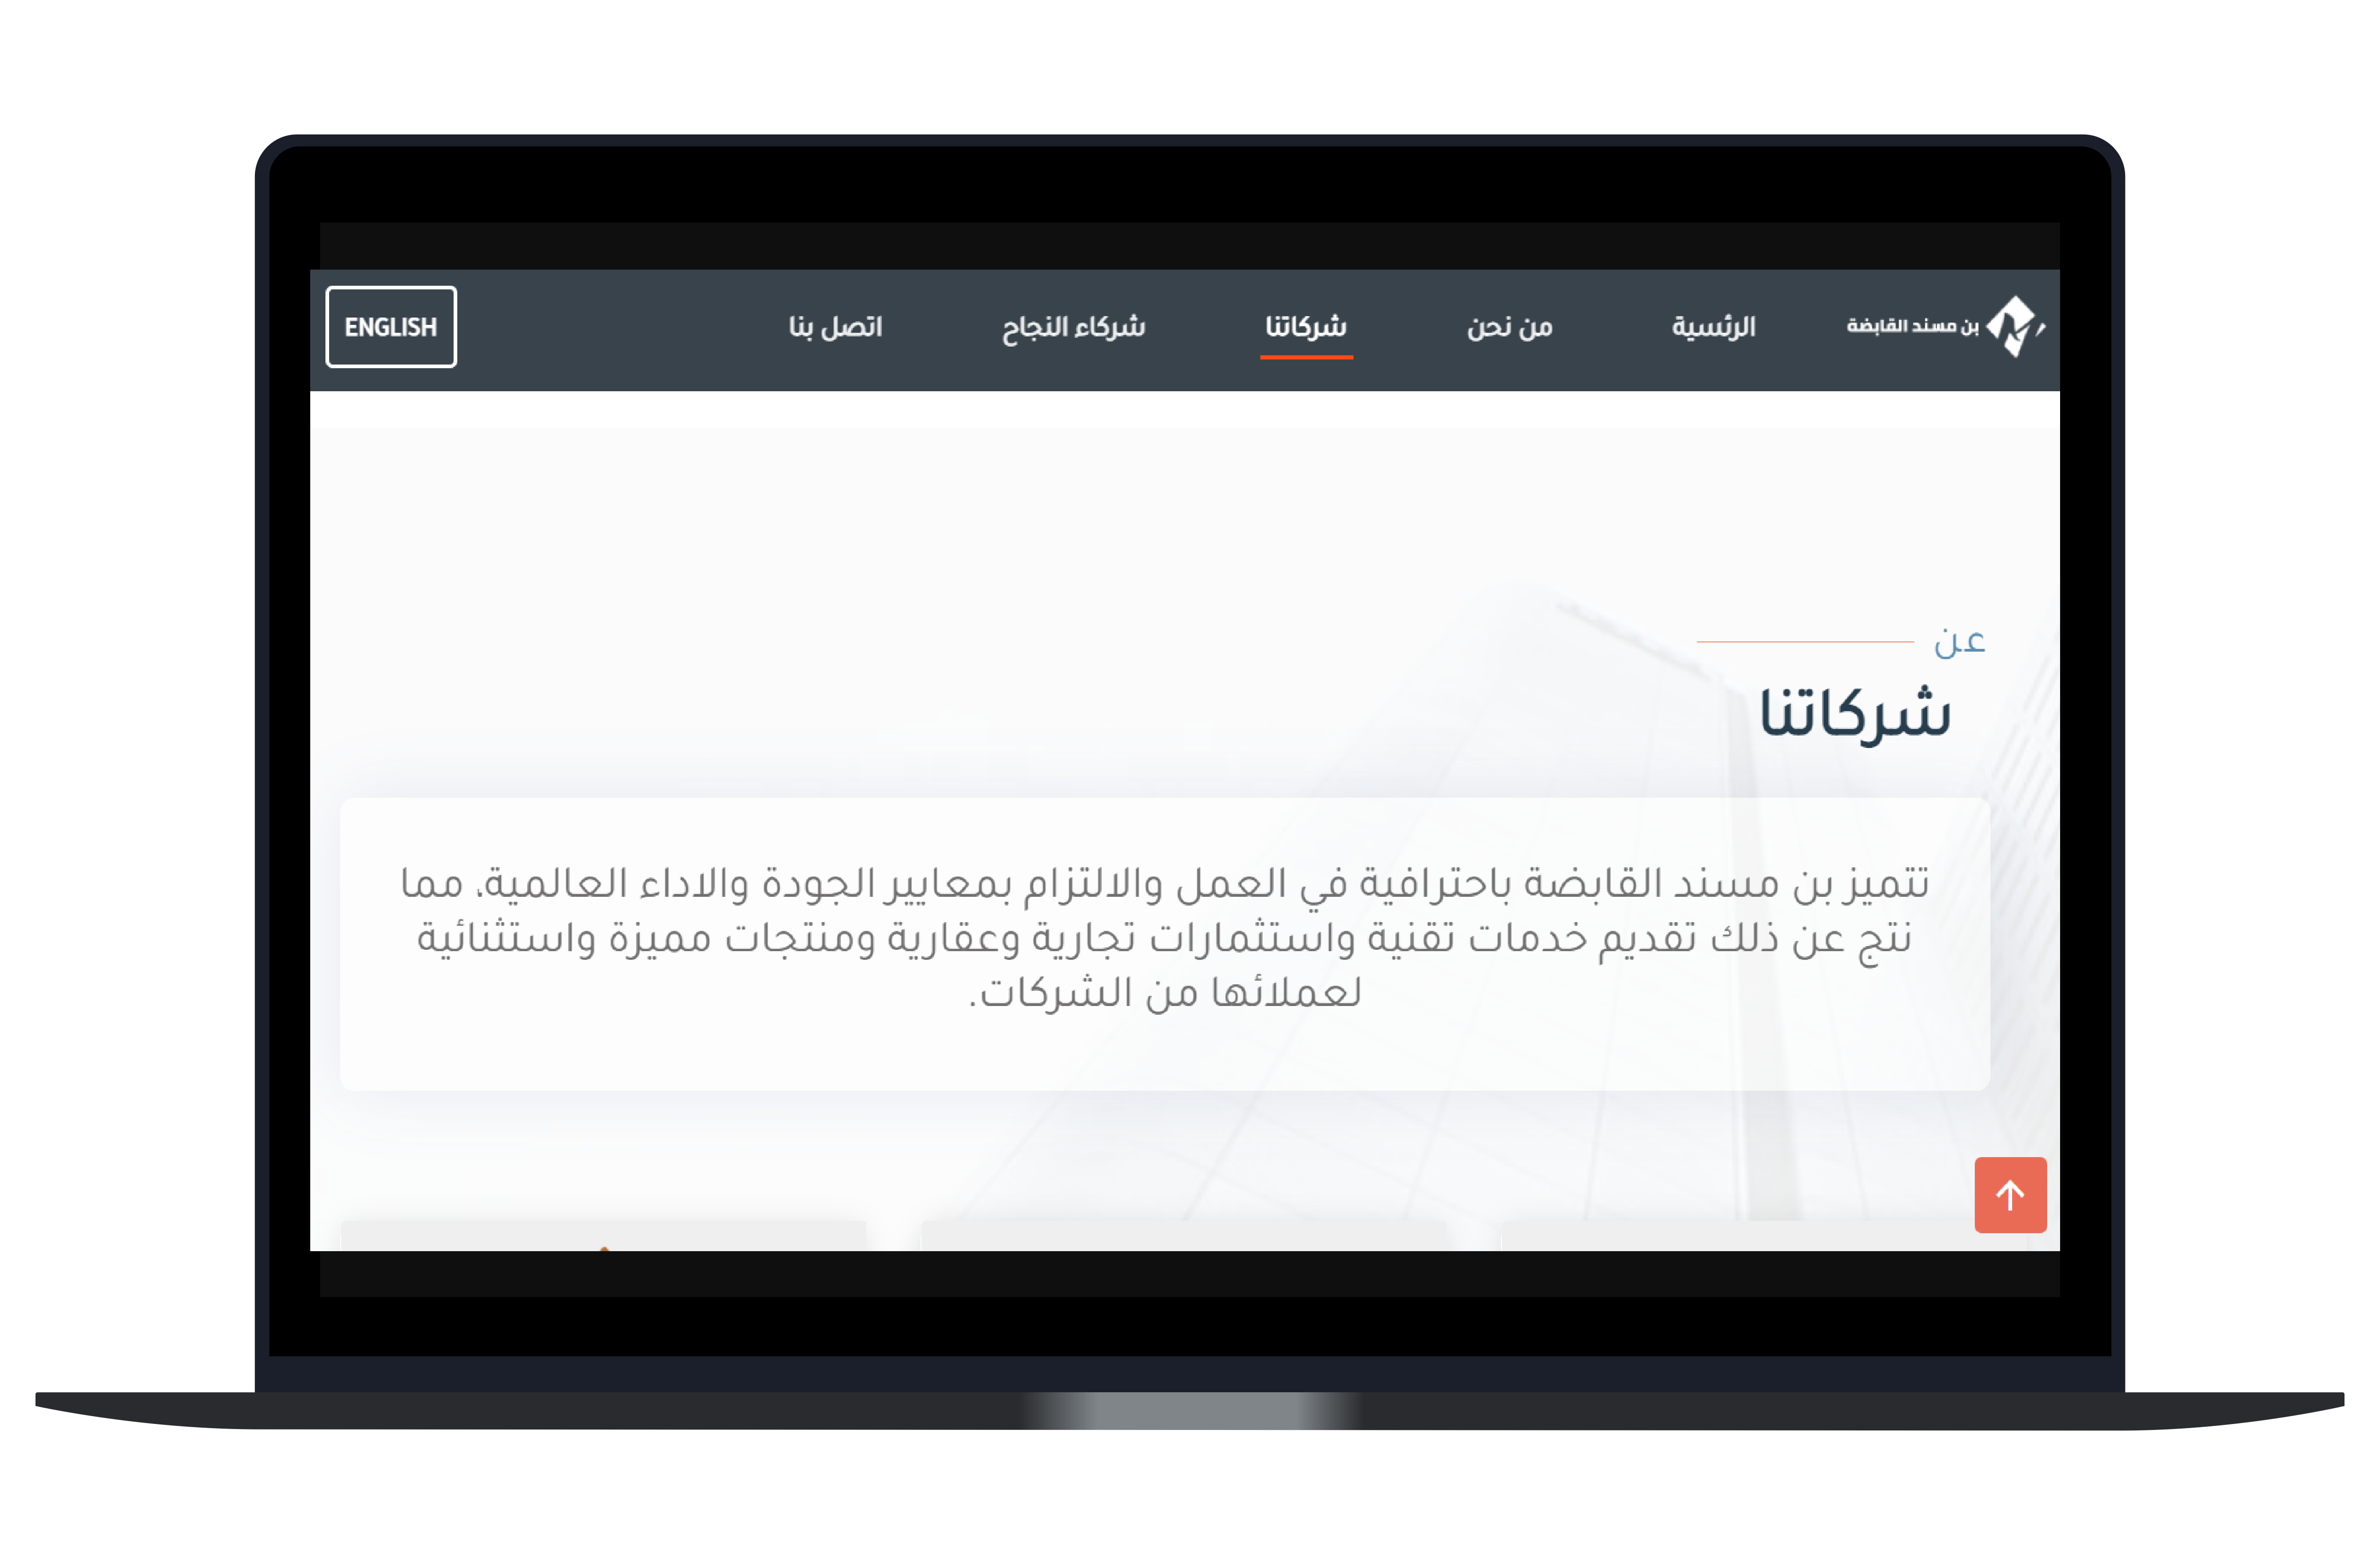 بن مسند القابضة
الرئسية
من نحن
شركاتنا
شركاء النجاح
اتصل بنا
ENGLISH
عن
شركاتنا
تتميز بن مسند القابضة باحترافية في العمل والالتزام بمعايير الجودة والاداء العالمية، مما
نتج عن ذلك تقديم خدمات تقنية واستثمارات تجارية وعقارية ومنتجات مميزة واستثنائية
لعملائها من الشركات.